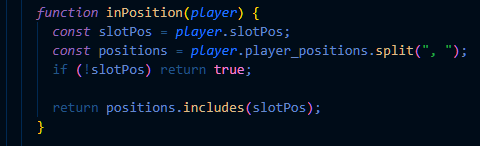 function inPosition(player) {
const slotPos = player.slotPos;
const positions = player.player_positions.split(", ");
if (!slotPos) return true;
return positions.includes(slotPos);
}